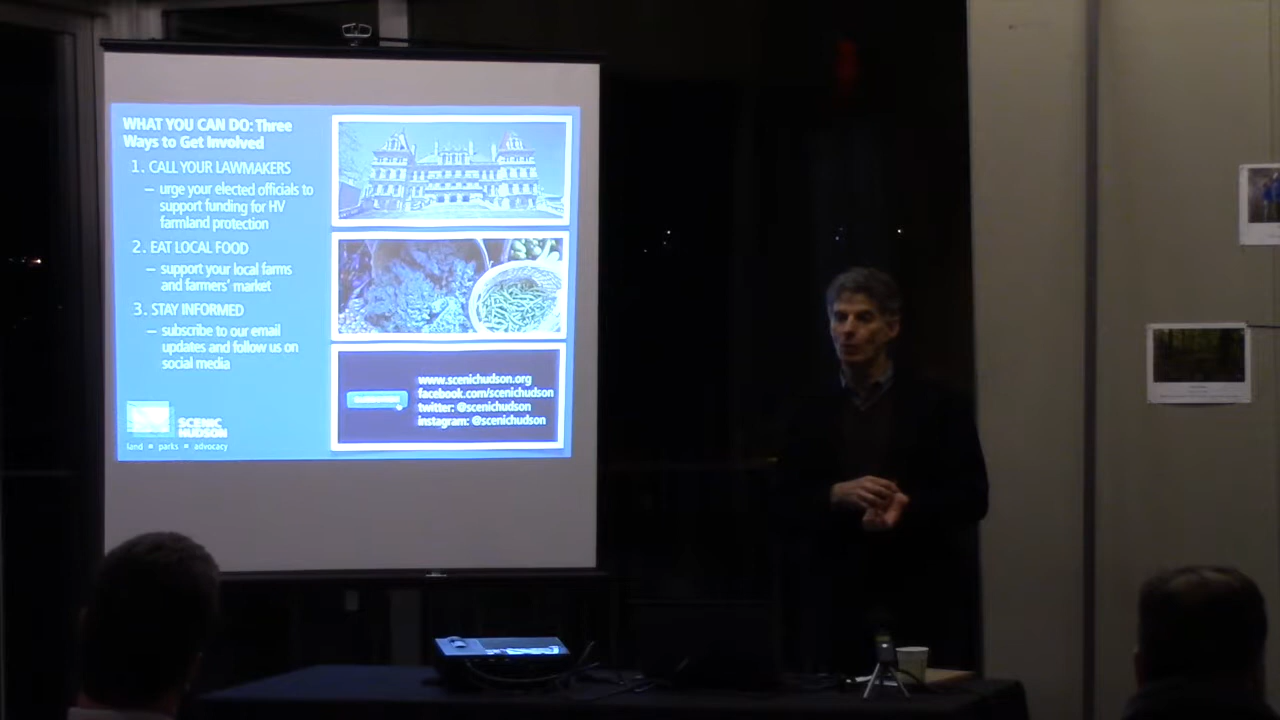 WHAT YOU CAN DO: Three
Ways to Get Involved
1. CALL YOUR LAWMAKERS
– urge your elected officials to
support funding for HV
farmland protection
2. EAT LOCAL FOOD
– support your local farms
and farmers' market
3. STAY INFORMED
– subscribe to our email
updates and follow us on
social media
SCENIC
HUDSON
land ▪ parks ▪ advocacy
www.scenichudson.org
facebook.com/scenichudson
twitter: @scenichudson
instagram: @scenichudson